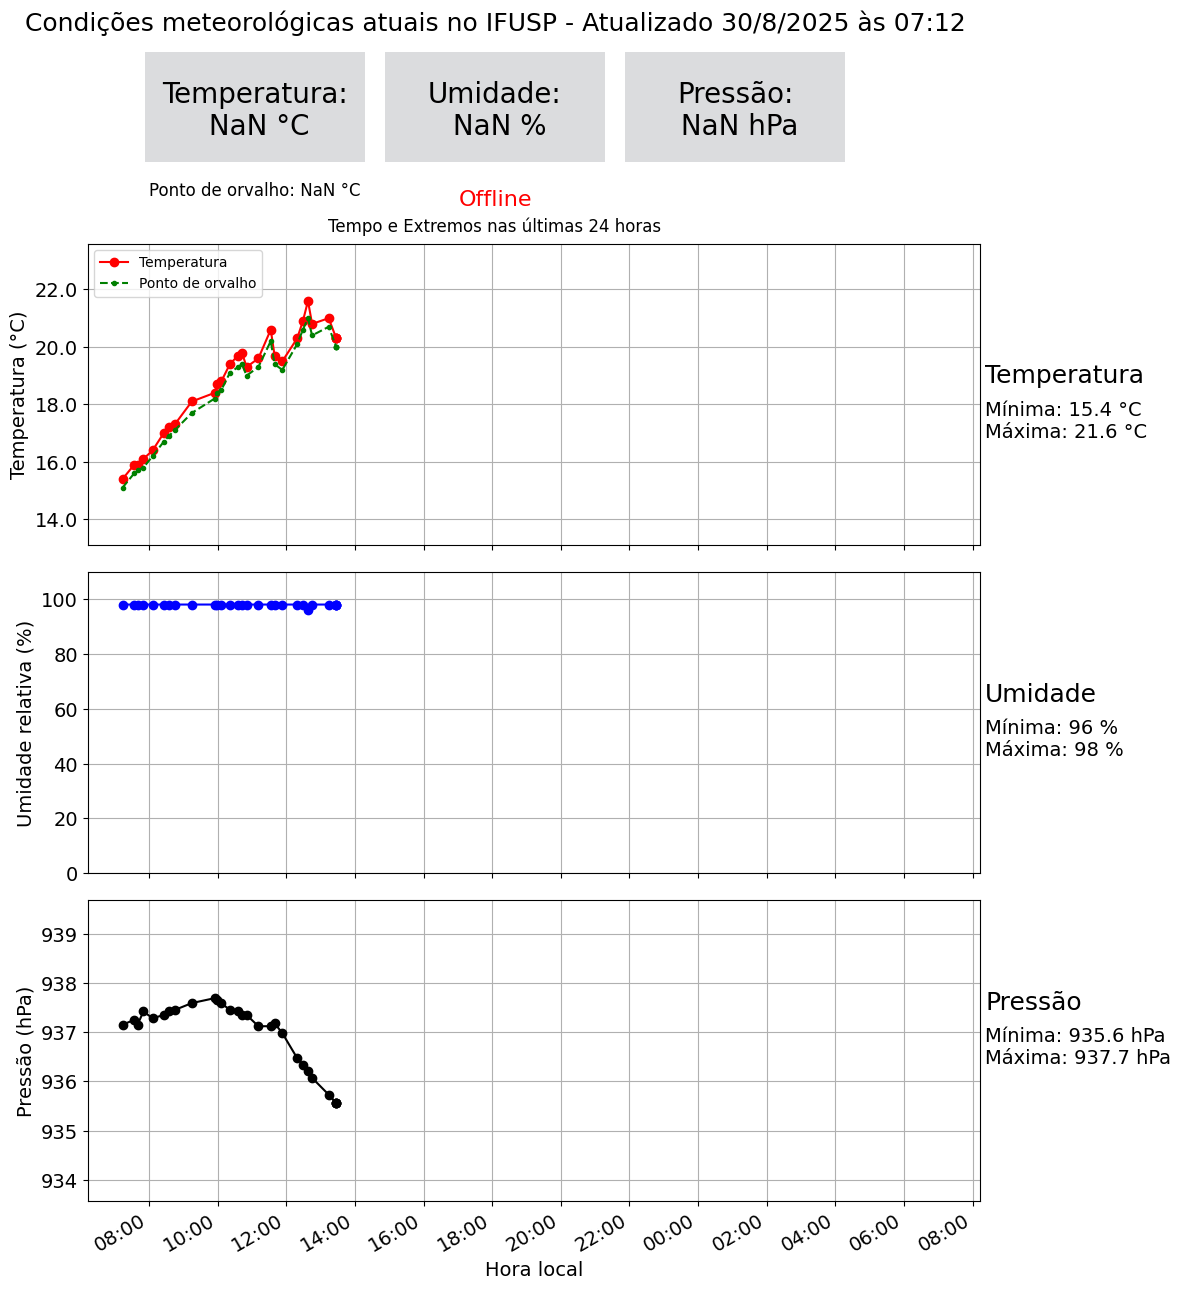 Condições meteorológicas atuais no IFUSP - Atualizado 30/8/2025 às 07:12
Temperatura:
NaN °C
Umidade:
NaN %
Pressão:
NaN hPa
Ponto de orvalho: NaN °C
Offline
Tempo e Extremos nas últimas 24 horas
Temperatura
Ponto de orvalho
Temperatura (°C)
22.0
20.0
18.0
16.0
14.0
Temperatura
Mínima: 15.4 °C
Máxima: 21.6 °C
Umidade relativa (%)
100
80
60
40
20
0
Umidade
Mínima: 96 %
Máxima: 98 %
Pressão (hPa)
939
938
937
936
935
934
Pressão
Mínima: 935.6 hPa
Máxima: 937.7 hPa
08:00 10:00 12:00 14:00 16:00 18:00 20:00 22:00 00:00 02:00 04:00 06:00 08:00
Hora local